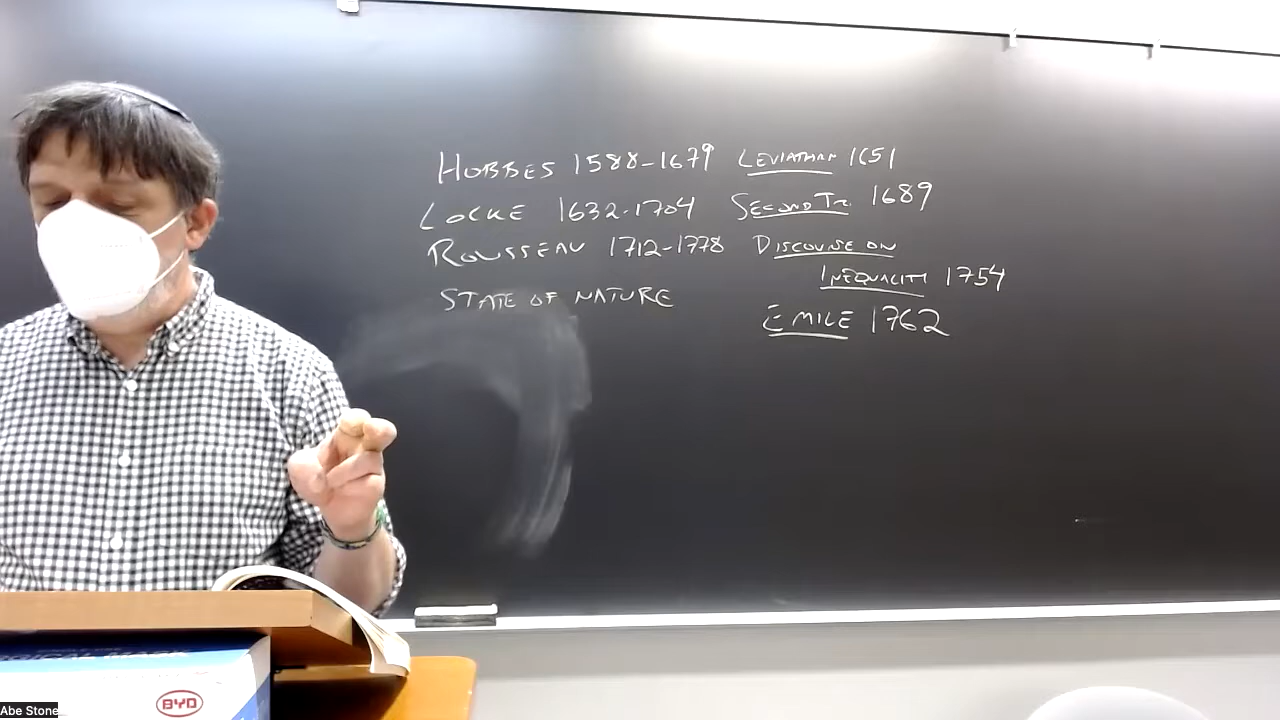 HOBBES 1588-1679 LEVIATHAN 1651
LOCKE 1632-1704 SECOND TR. 1689
ROUSSEAU 1712-1778 DISCOURSE ON
INEQUALITY 1754
STATE OF NATURE
EMILE 1762
BYD
Abe Stone